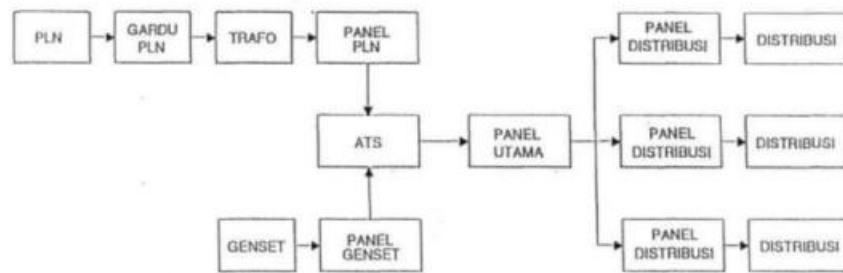 PLN
GARDU
PLN
TRAFO
PANEL
PLN
PANEL
DISTRIBUSI
DISTRIBUSI
ATS
PANEL
UTAMA
PANEL
DISTRIBUSI
DISTRIBUSI
GENSET
PANEL
GENSET
PANEL
DISTRIBUSI
DISTRIBUSI